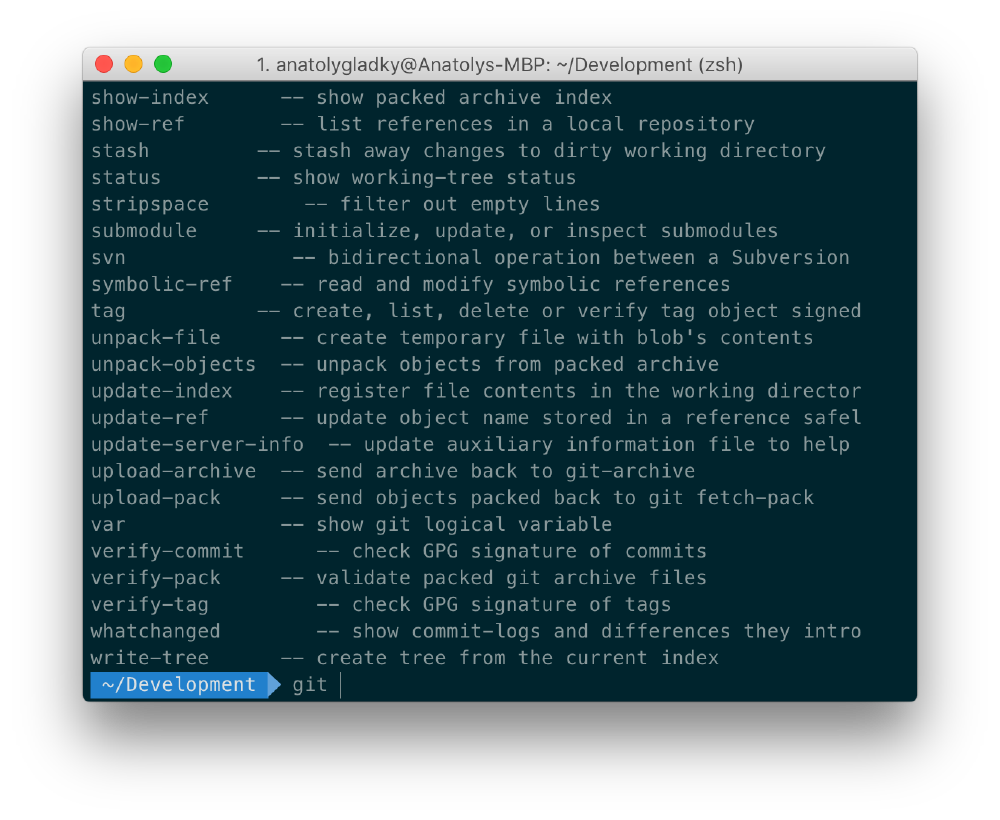 1. anatolygladky@Anatolys-MBP: ~/Development (zsh)
show-index -- show packed archive index
show-ref -- list references in a local repository
stash -- stash away changes to dirty working directory
status -- show working-tree status
stripspace -- filter out empty lines
submodule -- initialize, update, or inspect submodules
svn -- bidirectional operation between a Subversion
symbolic-ref -- read and modify symbolic references
tag -- create, list, delete or verify tag object signed
unpack-file -- create temporary file with blob's contents
unpack-objects -- unpack objects from packed archive
update-index -- register file contents in the working director
update-ref -- update object name stored in a reference safel
update-server-info -- update auxiliary information file to help
upload-archive -- send archive back to git-archive
upload-pack -- send objects packed back to git fetch-pack
var -- show git logical variable
verify-commit -- check GPG signature of commits
verify-pack -- validate packed git archive files
verify-tag -- check GPG signature of tags
whatchanged -- show commit-logs and differences they intro
write-tree -- create tree from the current index
~/Development git